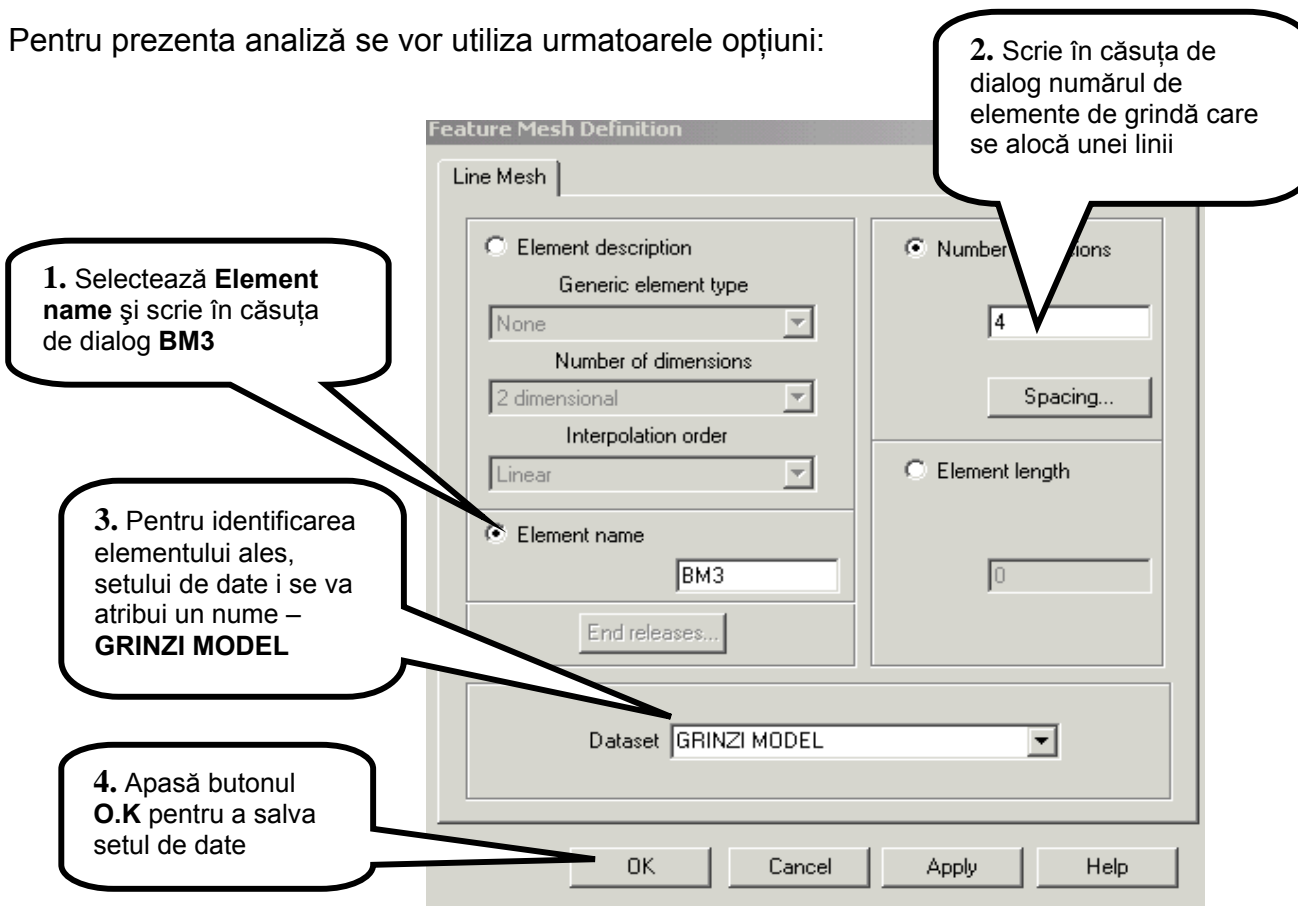 Pentru prezenta analiză se vor utiliza urmatoarele opțiuni:
2. Scrie în căsuța de
dialog numărul de
elemente de grindă care
se alocă unei linii
Feature Mesh Definition
Line Mesh
1. Selectează Element
name şi scrie în căsuța
de dialog BM3
Element description
Generic element type
None
Number of dimensions
2 dimensional
Interpolation order
Linear
Element name
BM3
End releases...
Number
4
Spacing...
Element length
0
3. Pentru identificarea
elementului ales,
setului de date i se va
atribui un nume –
GRINZI MODEL
Dataset GRINZI MODEL
4. Apasă butonul
O.K pentru a salva
setul de date
OK Cancel Apply Help